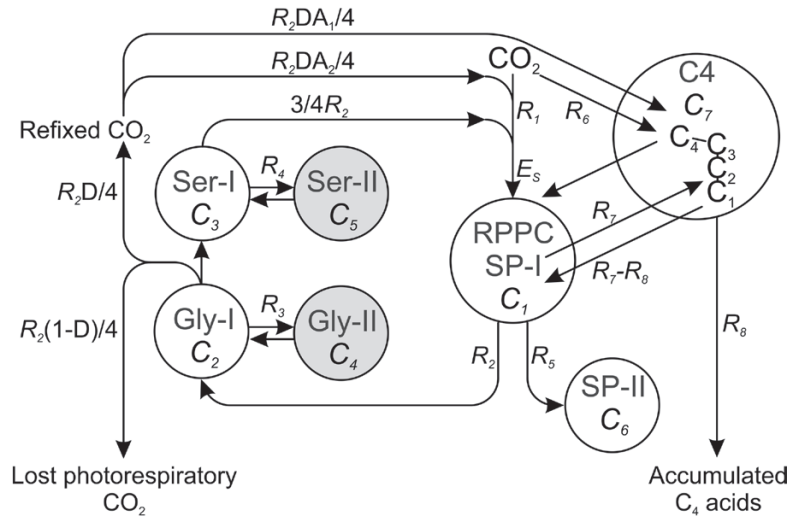 R₂DA₁/4
R₂DA₂/4
CO₂
C4
C₇
3/4R₂
R₁
R₆
Refixed CO₂
C₄
C₃
C₂
C₁
Ser-I
C₃
R₄
Ser-II
C₅
E_S
R₂D/4
RPPC
SP-I
C₁
R₇
R₇-R₈
Gly-I
C₂
R₃
Gly-II
C₄
R₂(1-D)/4
R₂
R₅
R₈
SP-II
C₆
Lost photorespiratory
CO₂
Accumulated
C₄ acids